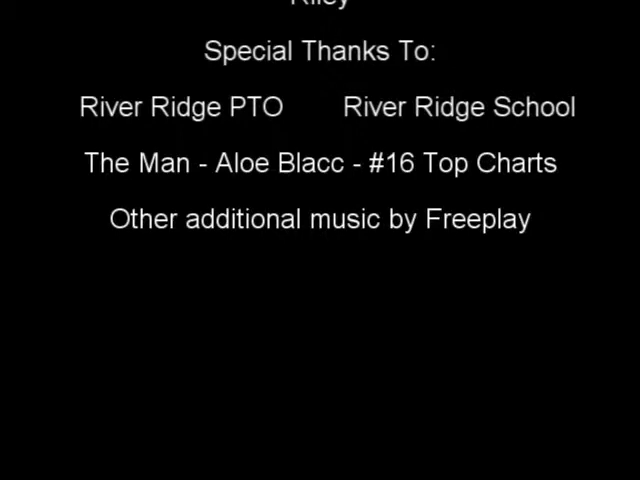 Riley
Special Thanks To:
River Ridge PTO River Ridge School
The Man - Aloe Blacc - #16 Top Charts
Other additional music by Freeplay